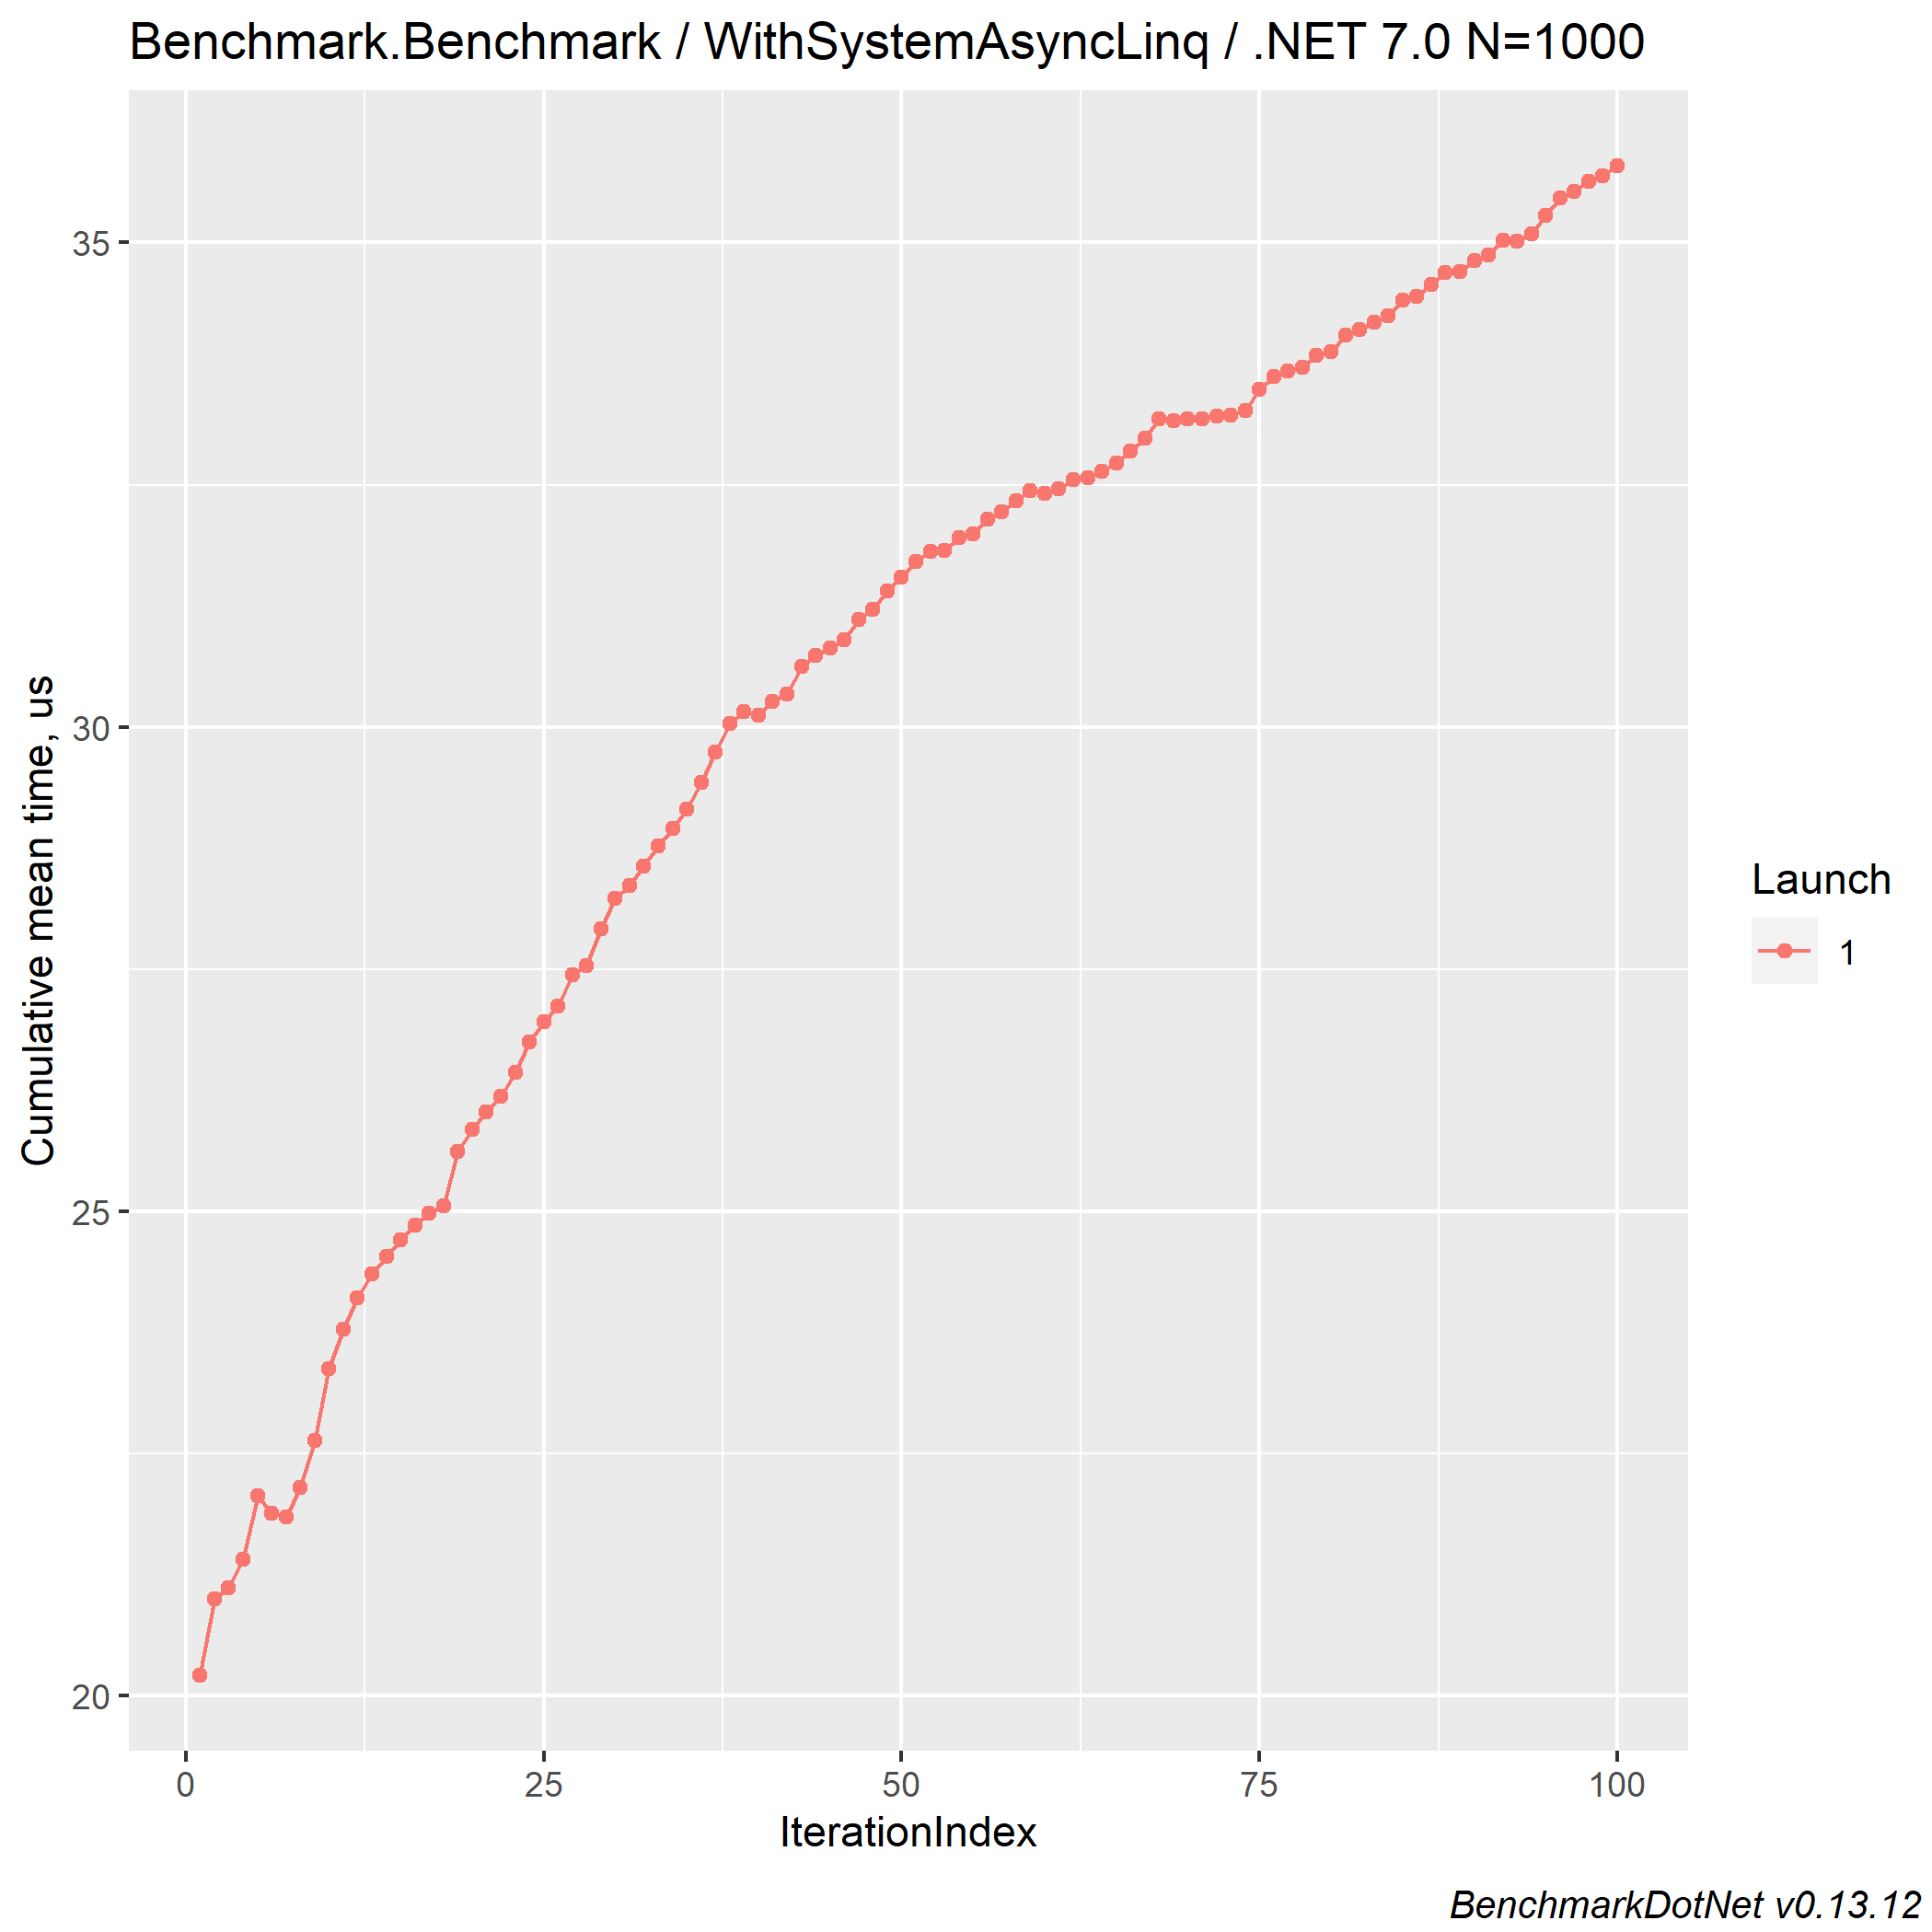 Benchmark.Benchmark / WithSystemAsyncLinq / .NET 7.0 N=1000
Cumulative mean time, us
35
30
25
20
0 25 50 75 100
IterationIndex
Launch
1
BenchmarkDotNet v0.13.12